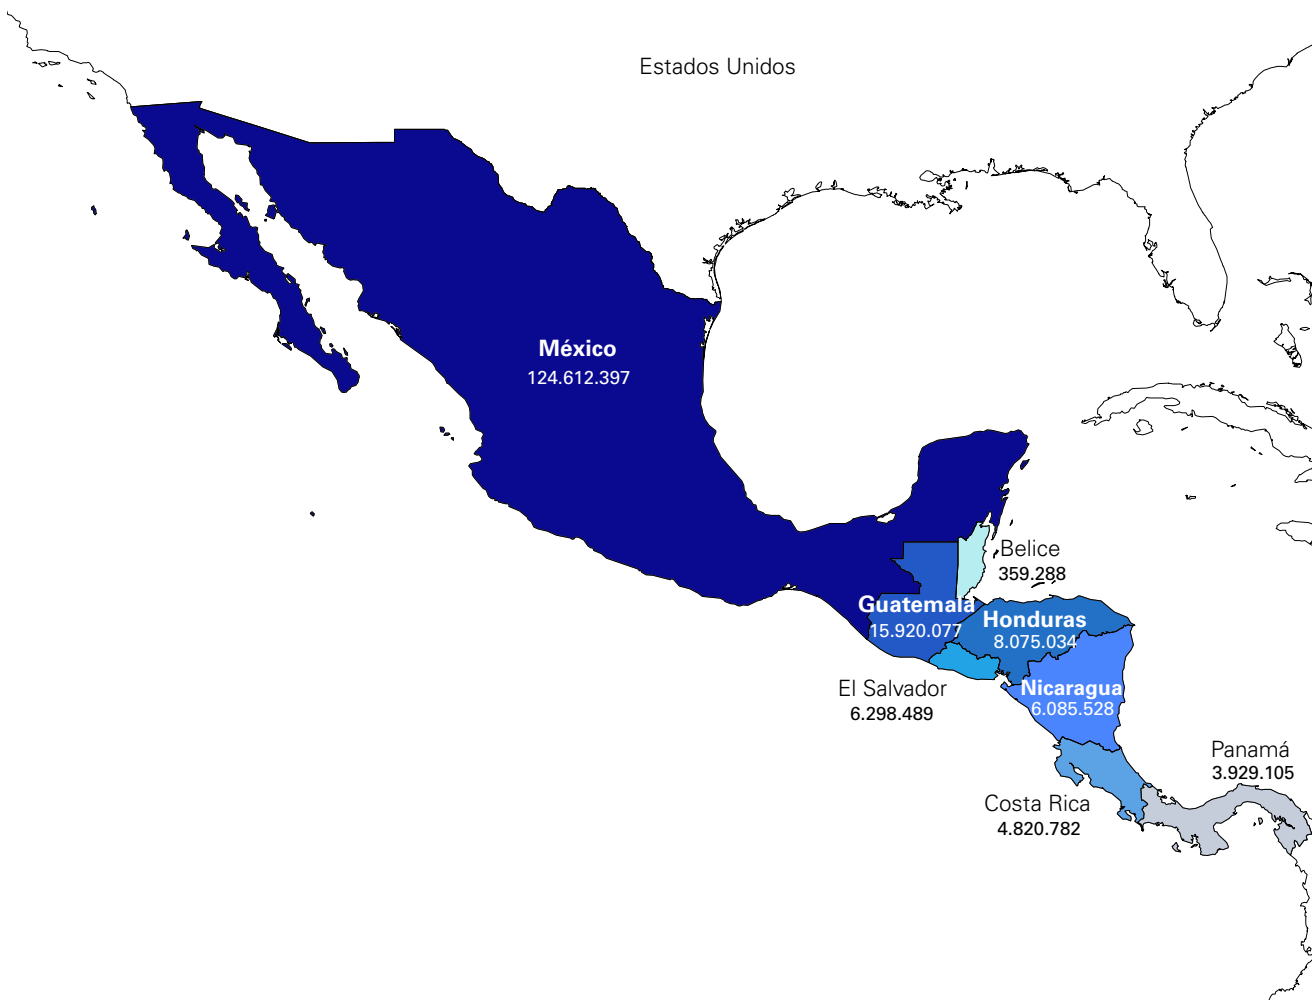 Estados Unidos
México
124.612.397
Belice
359.288
Guatemala
15.920.077
Honduras
8.075.034
El Salvador
6.298.489
Nicaragua
6.085.528
Panamá
3.929.105
Costa Rica
4.820.782